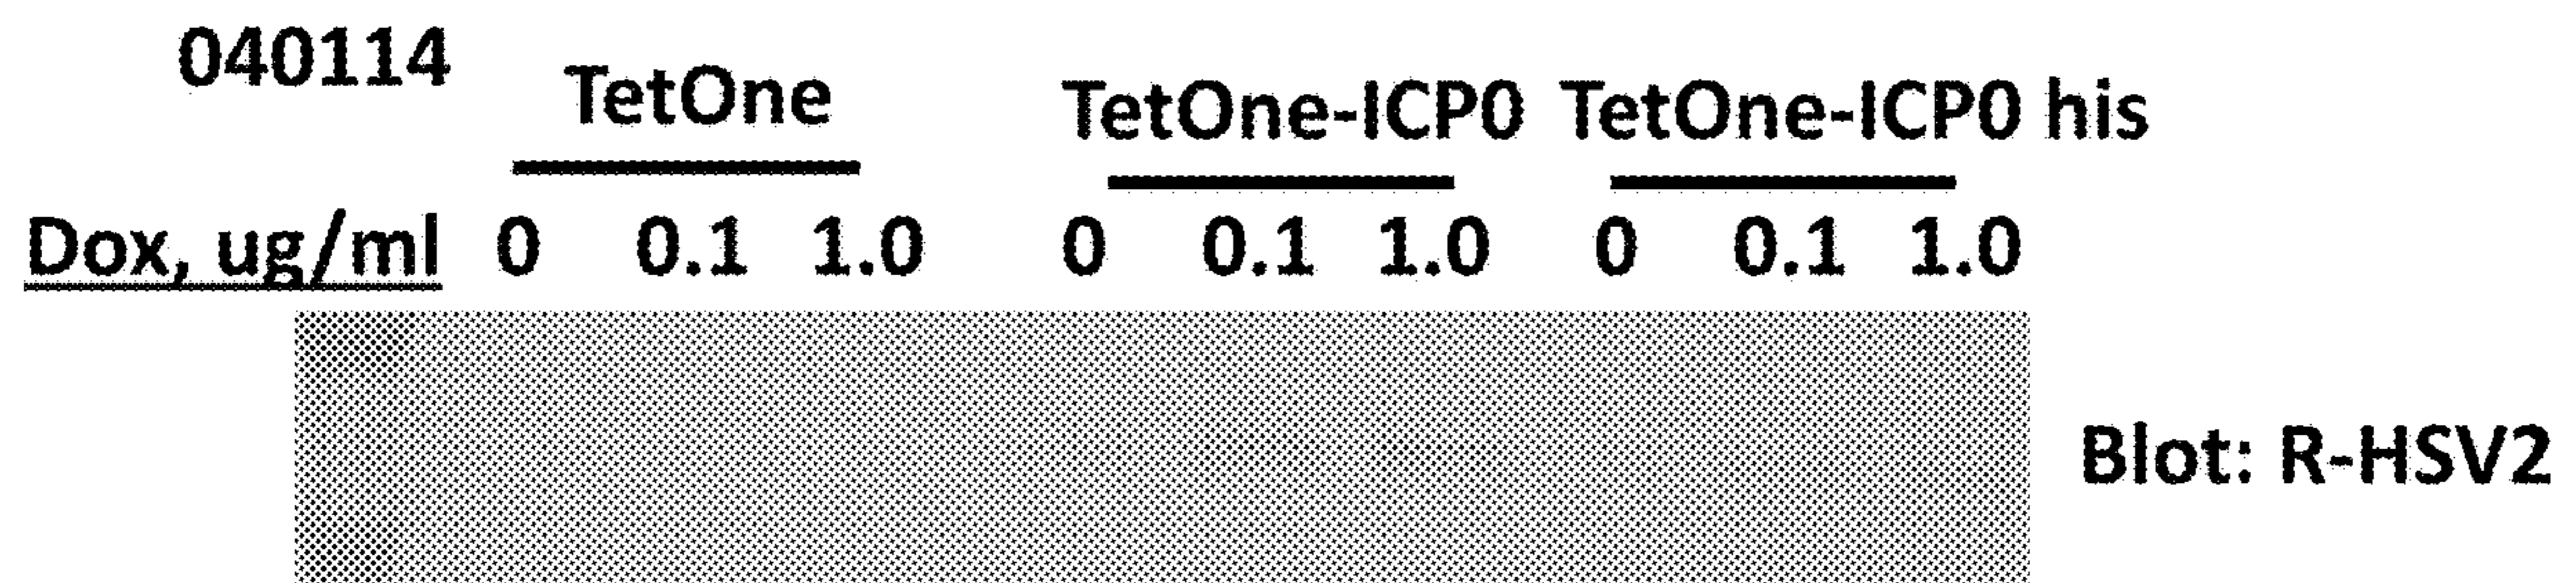 040114
TetOne TetOne-ICP0 TetOne-ICP0 his
Dox, ug/ml 0 0.1 1.0 0 0.1 1.0 0 0.1 1.0
Blot: R-HSV2